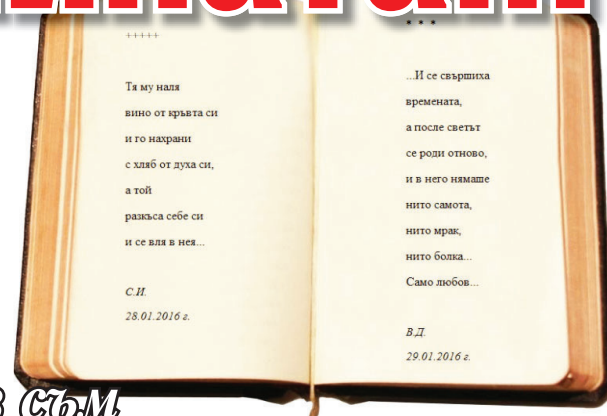 +++++
Тя му наля
вино от кръвта си
и го нахрани
с хляб от духа си,
а той
разкъса себе си
и се вля в нея...
С.И.
28.01.2016 г.
* * *
...И се свършиха
времената,
а после светът
се роди отново,
и в него нямаше
нито самота,
нито мрак,
нито болка...
Само любов...
В.Д.
29.01.2016 г.
СЪМ